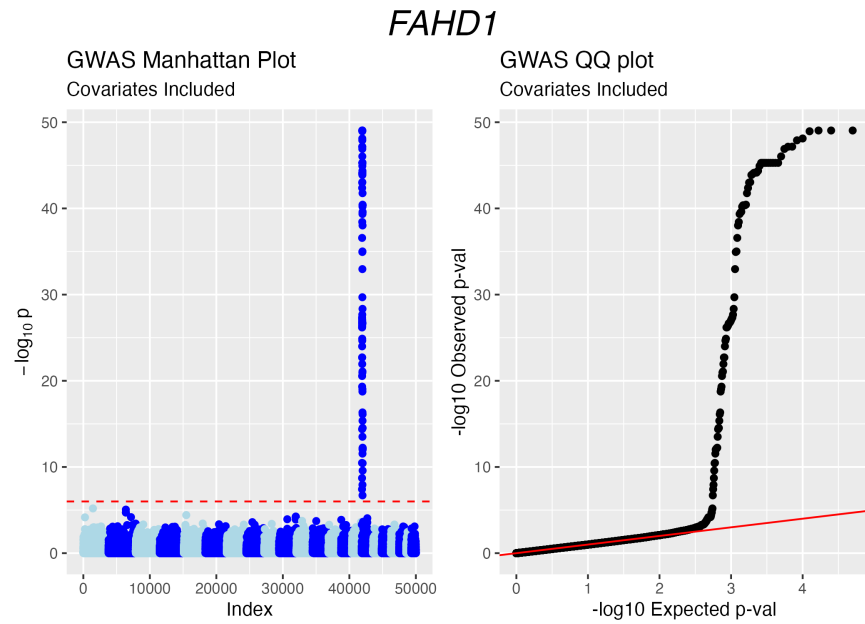 FAHD1
GWAS Manhattan Plot
Covariates Included
50
40
30
20
10
0
− log10 p
0 10000 20000 30000 40000 50000
Index
GWAS QQ plot
Covariates Included
50
40
30
20
10
0
-log10 Observed p-val
0 1 2 3 4
-log10 Expected p-val